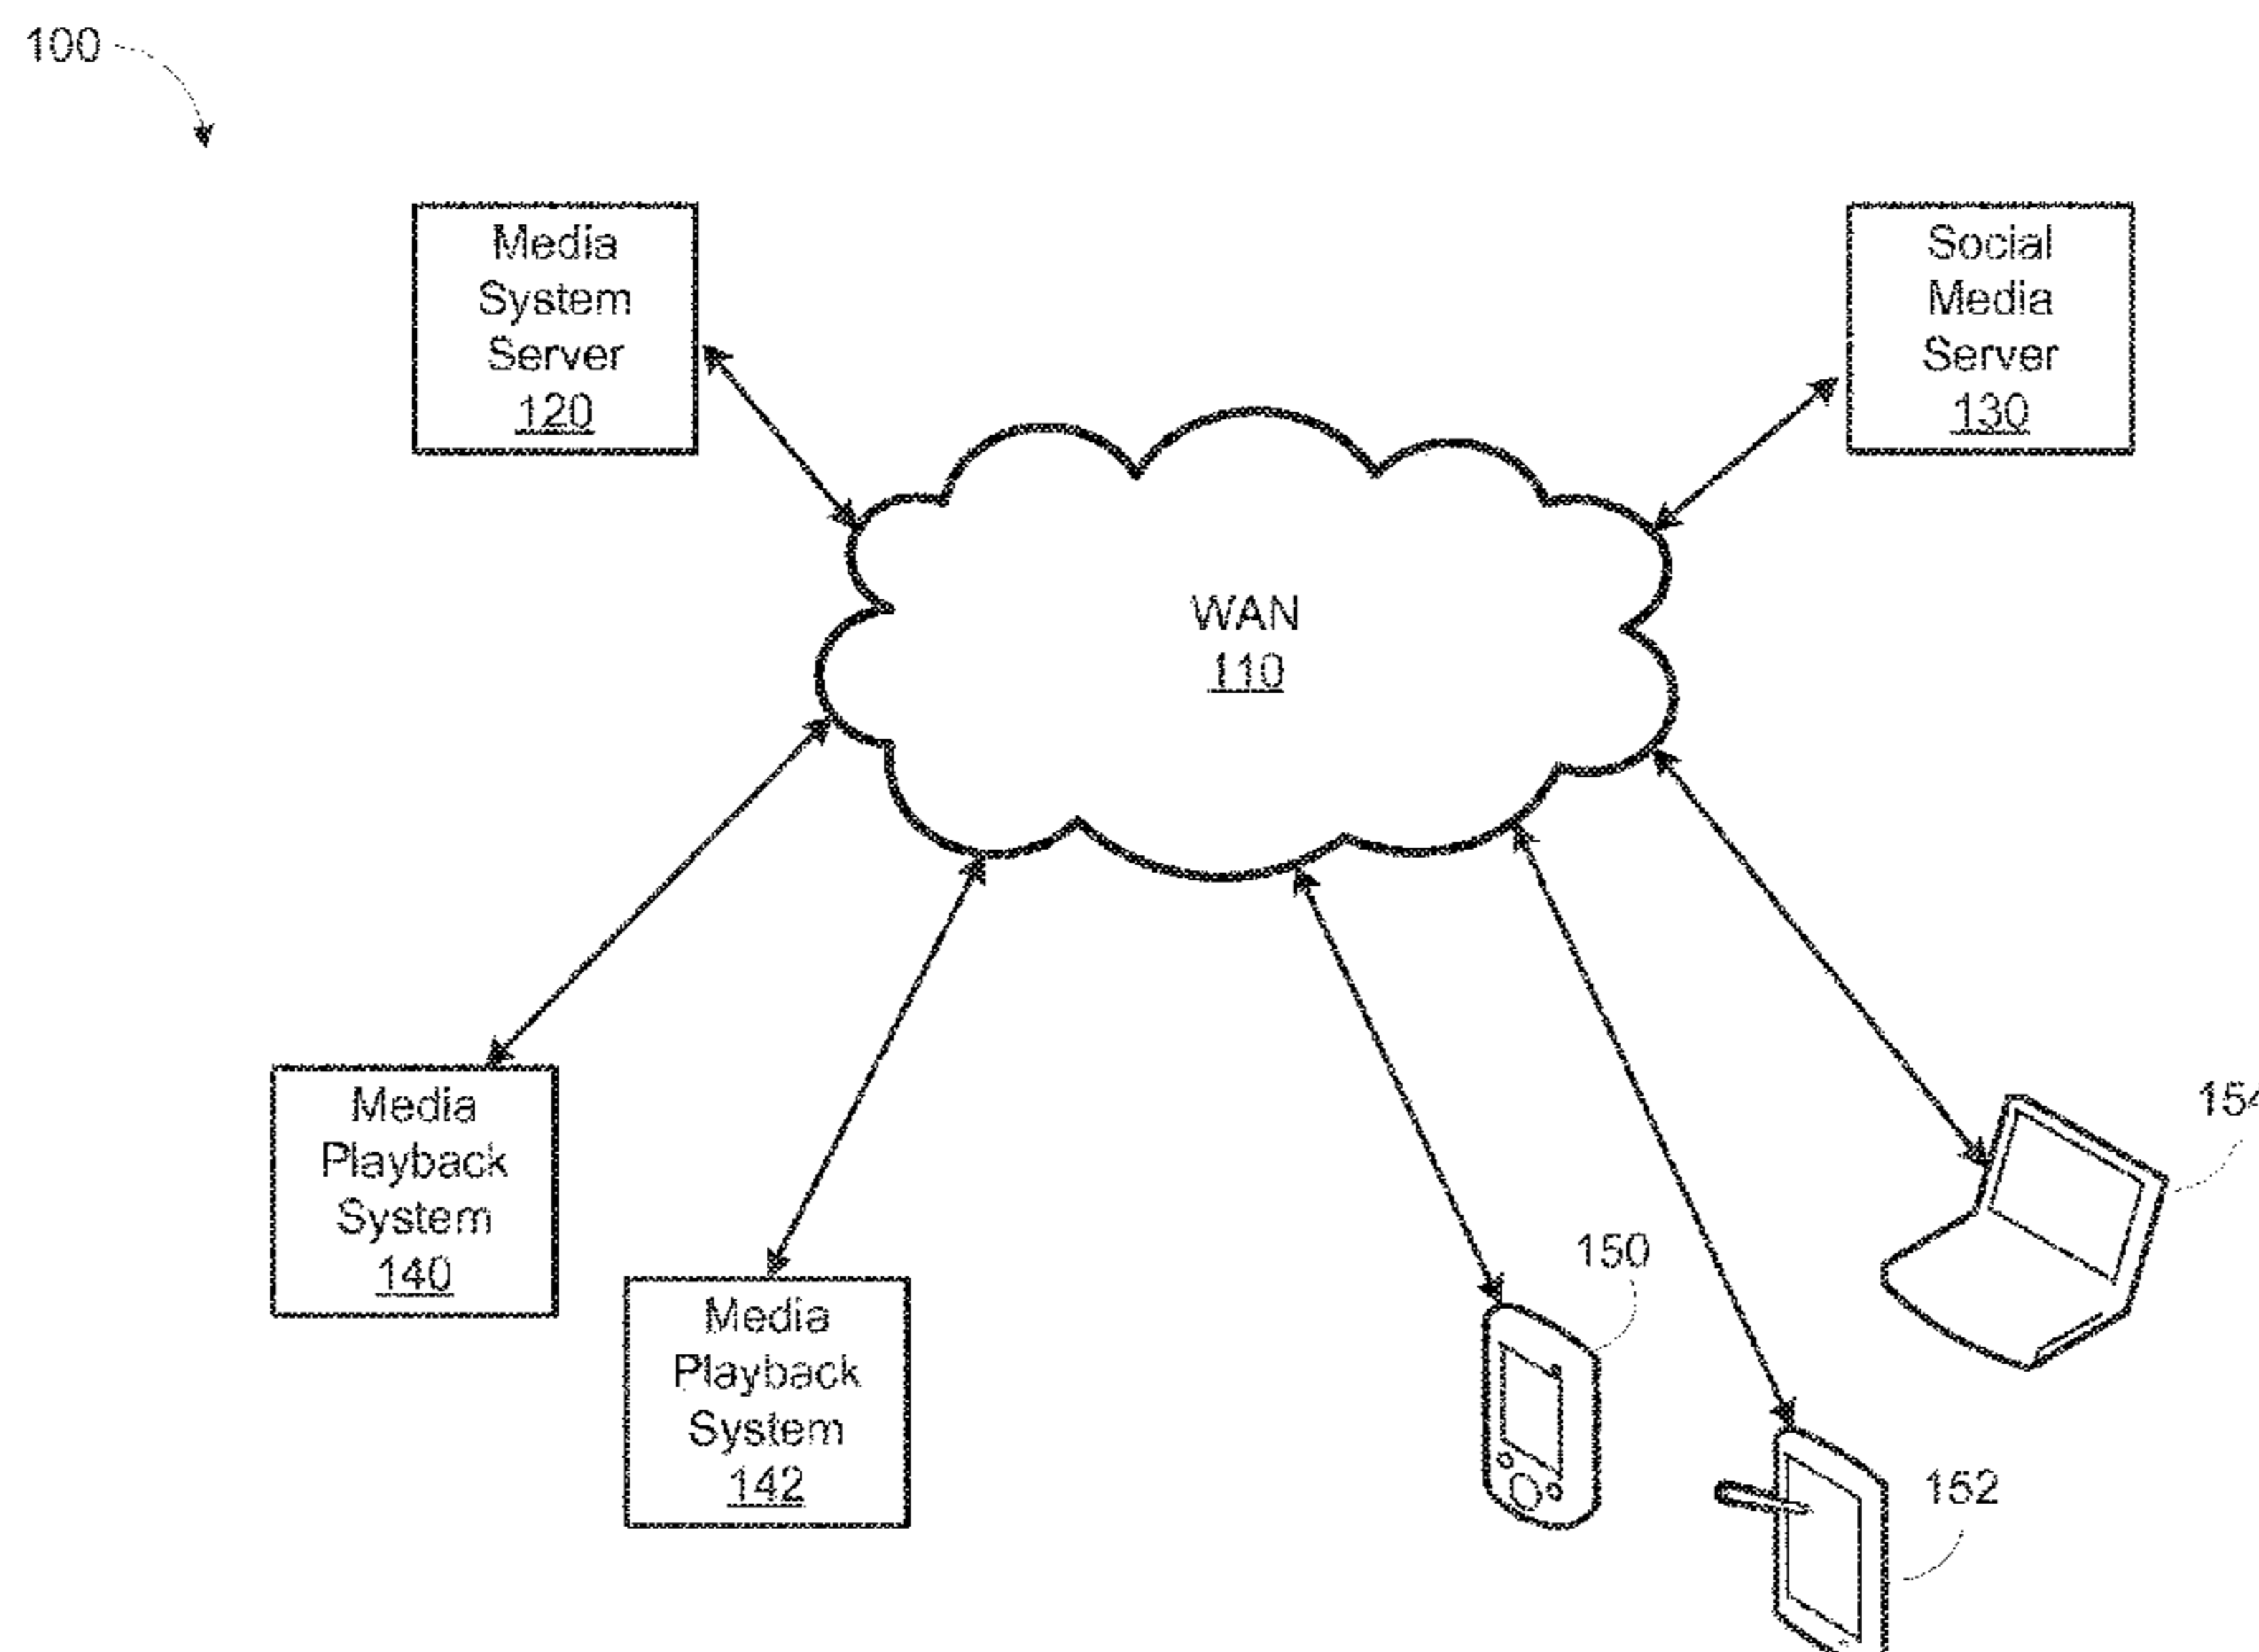 100
Media
System
Server
120
Social
Media
Server
130
WAN
110
Media
Playback
System
140
Media
Playback
System
142
150
152
154